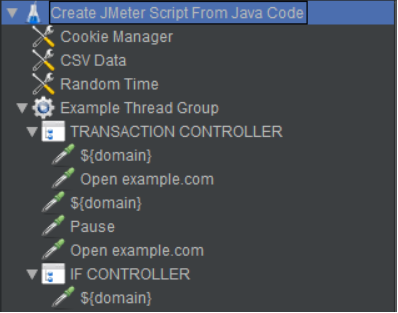 Create JMeter Script From Java Code
Cookie Manager
CSV Data
Random Time
Example Thread Group
TRANSACTION CONTROLLER
${domain}
Open example.com
${domain}
Pause
Open example.com
IF CONTROLLER
${domain}